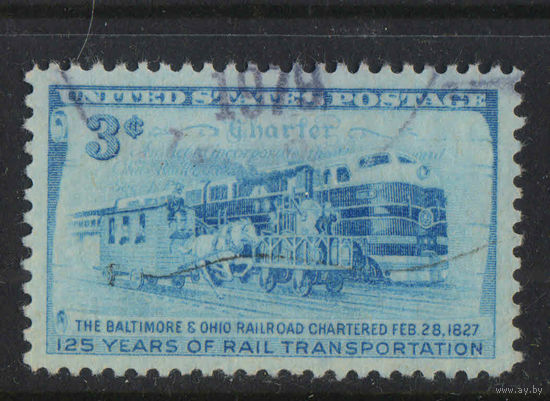 1979
UNITED STATES POSTAGE
3¢
Charter
THE BALTIMORE & OHIO RAILROAD CHARTERED FEB. 28, 1827
125 YEARS OF RAIL TRANSPORTATION
www.ay.by